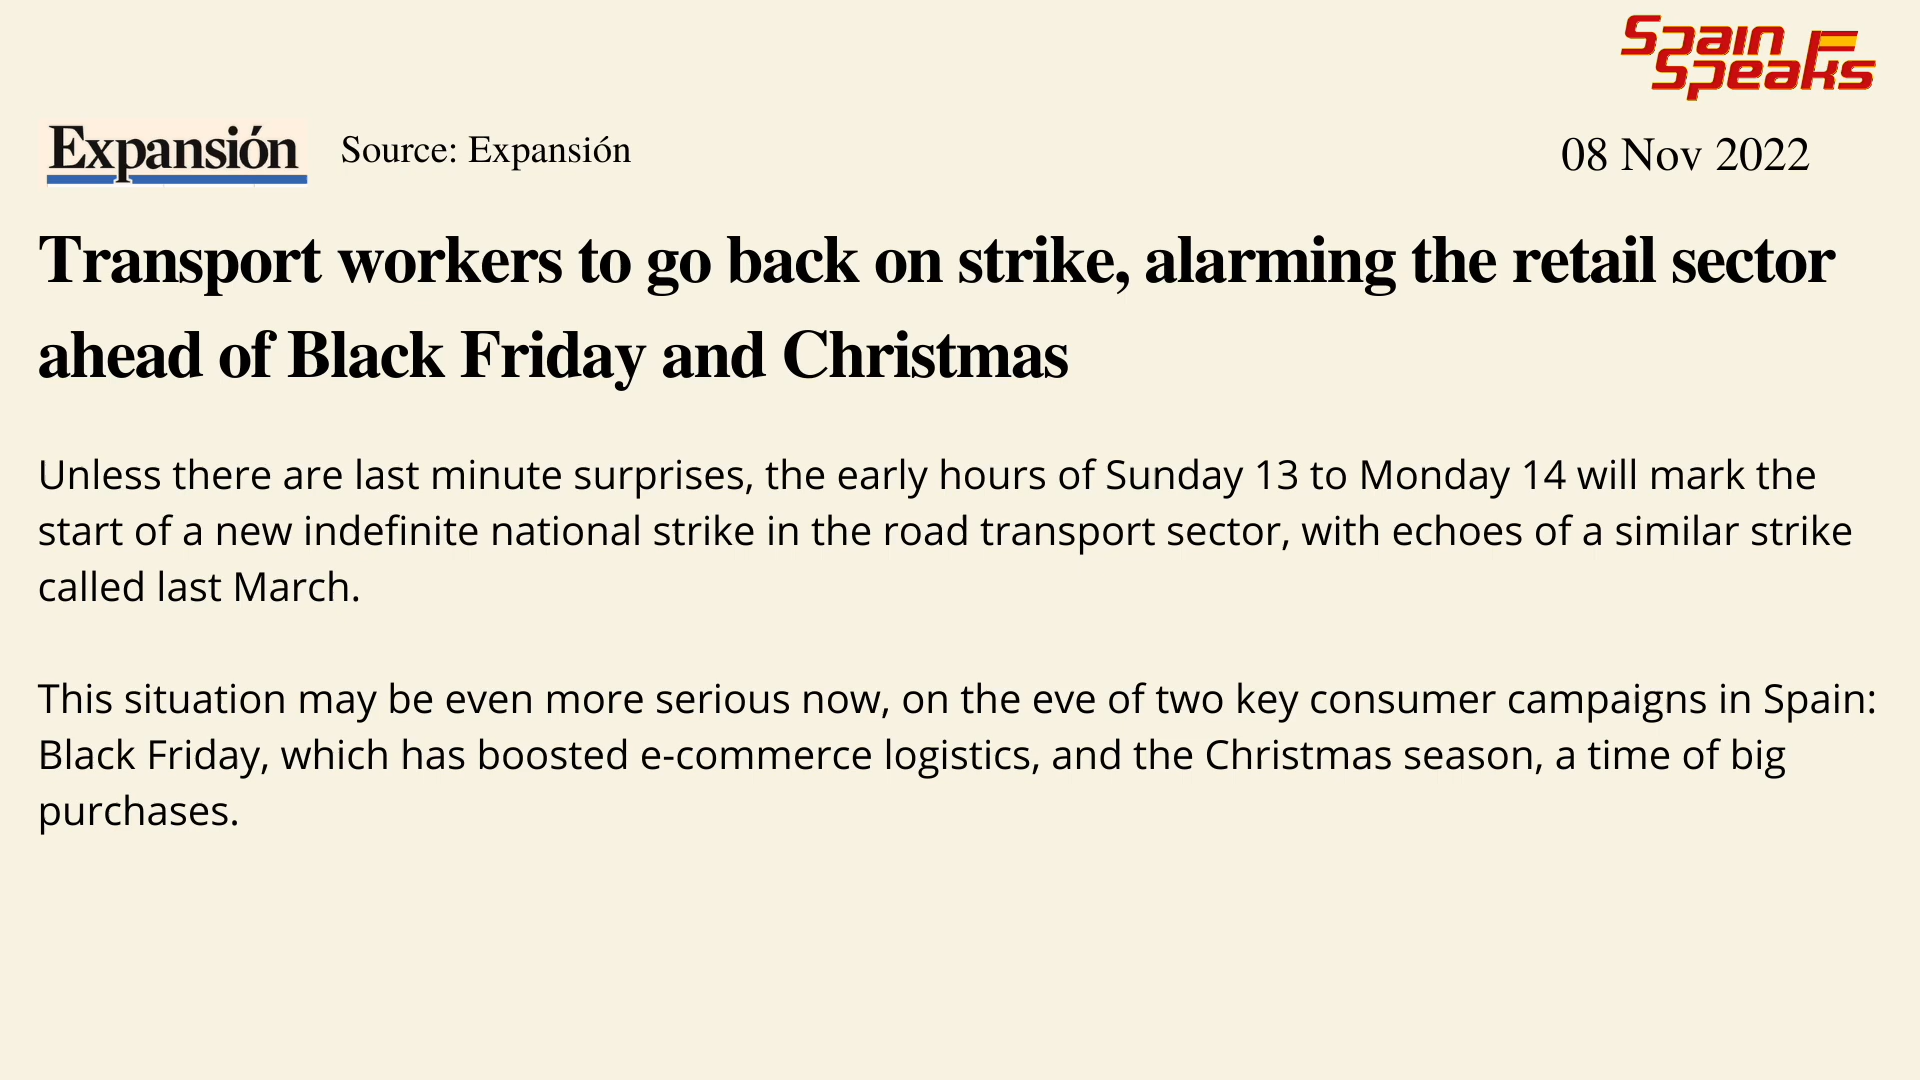 Spain
Speaks
Expansión
Source: Expansión
08 Nov 2022
Transport workers to go back on strike, alarming the retail sector
ahead of Black Friday and Christmas
Unless there are last minute surprises, the early hours of Sunday 13 to Monday 14 will mark the
start of a new indefinite national strike in the road transport sector, with echoes of a similar strike
called last March.
This situation may be even more serious now, on the eve of two key consumer campaigns in Spain:
Black Friday, which has boosted e-commerce logistics, and the Christmas season, a time of big
purchases.